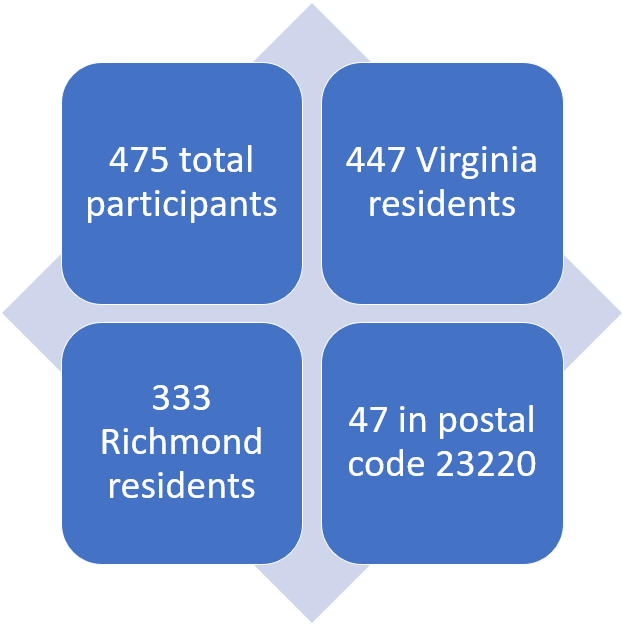 475 total
participants
447 Virginia
residents
333
Richmond
residents
47 in postal
code 23220